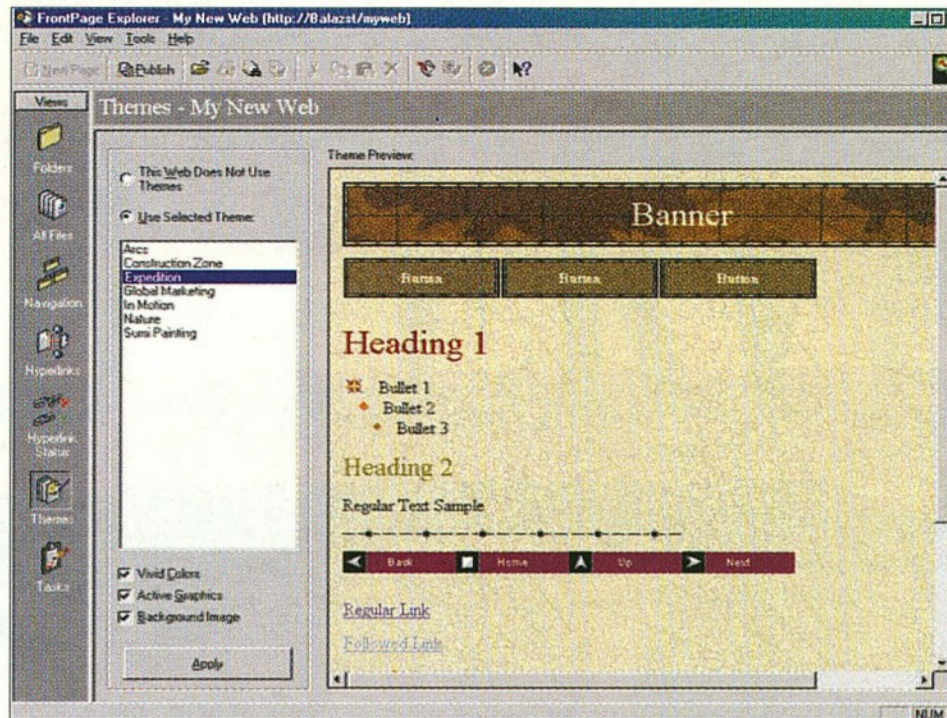 FrontPage Explorer - My New Web (http://Balazst/myweb)
File Edit View Tools Help
New Page Publish
Views
Themes - My New Web
Folders
All Files
Navigation
Hyperlinks
Hyperlink
Status
Themes
Tasks
This Web Does Not Use
Themes
Use Selected Theme:
Arcs
Construction Zone
Expedition
Global Marketing
In Motion
Nature
Sumi Painting
Vivid Colors
Active Graphics
Background Image
Apply
Theme Preview:
Banner
Button Button Button
Heading 1
Bullet 1
Bullet 2
Bullet 3
Heading 2
Regular Text Sample
Back Home Up Next
Regular Link
Followed Link
NUM